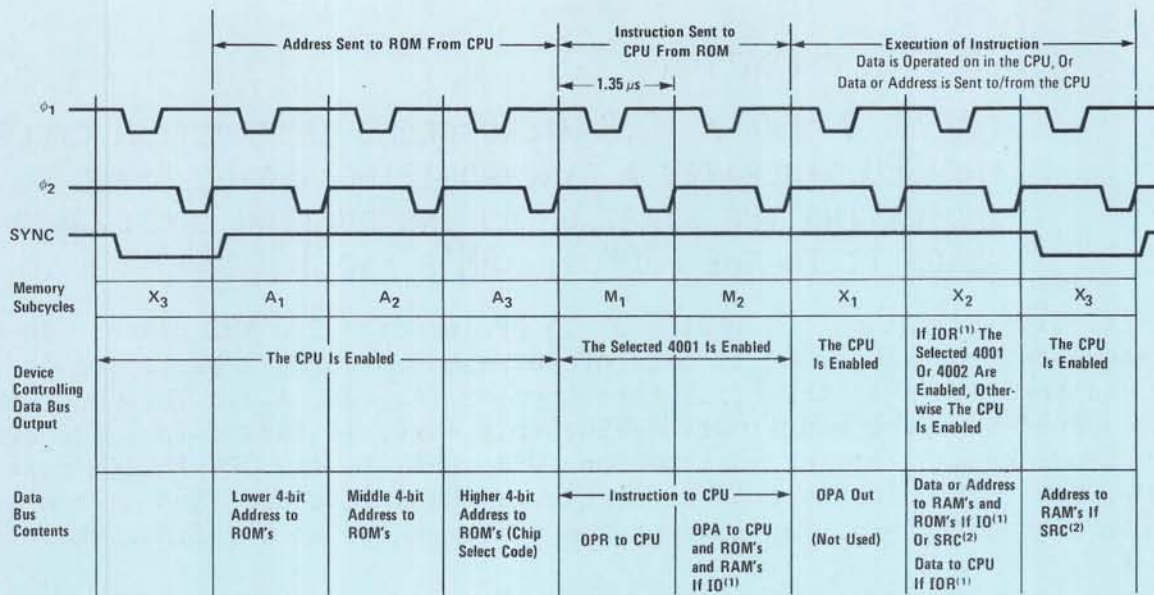 Address Sent to ROM From CPU
Instruction Sent to
CPU From ROM
Execution of Instruction
Data is Operated on in the CPU, Or
Data or Address is Sent to/from the CPU
1.35 μs
ϕ1
ϕ2
SYNC
Memory
Subcycles
X3
A1
A2
A3
M1
M2
X1
X2
X3
Device
Controlling
Data Bus
Output
The CPU Is Enabled
The Selected 4001 Is Enabled
The CPU
Is Enabled
If IOR(1) The
Selected 4001
Or 4002 Are
Enabled, Other-
wise The CPU
Is Enabled
The CPU
Is Enabled
Data
Bus
Contents
Lower 4-bit
Address to
ROM's
Middle 4-bit
Address to
ROM's
Higher 4-bit
Address to
ROM's (Chip
Select Code)
Instruction to CPU
OPR to CPU
OPA to CPU
and ROM's
and RAM's
If IO(1)
OPA Out
(Not Used)
Data or Address
to RAM's and
ROM's If IO(1)
Or SRC(2)
Data to CPU
If IOR(1)
Address to
RAM's If
SRC(2)